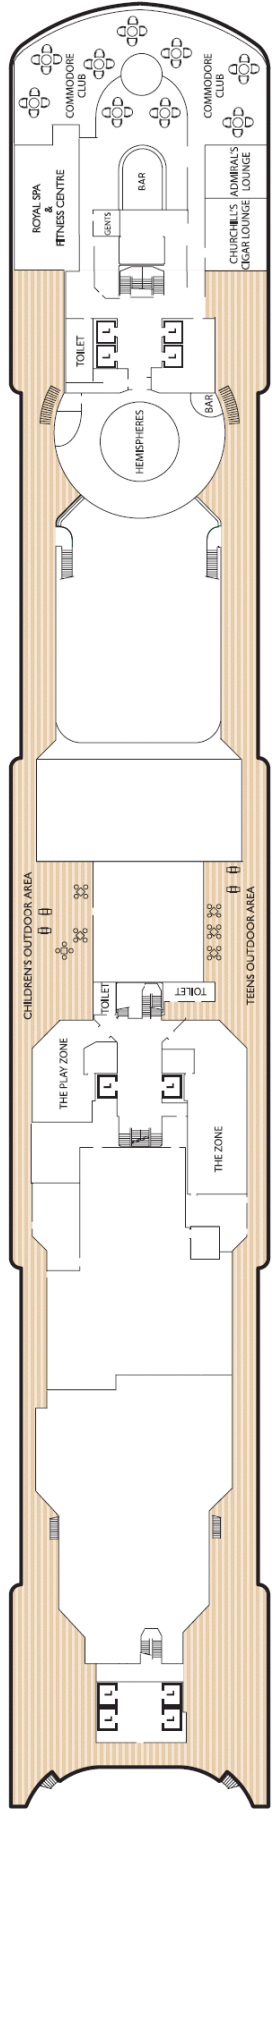 COMMODORE
CLUB
COMMODORE
CLUB
BAR
ROYAL SPA
&
FITNESS CENTRE
GENTS
ADMIRAL'S
LOUNGE
CHURCHILL'S
CIGAR LOUNGE
TOILET
L
L
L
L
BAR
HEMISPHERES
CHILDREN'S OUTDOOR AREA
TEENS OUTDOOR AREA
TOILET
TOILET
THE PLAY ZONE
L
L
THE ZONE
L
L
L
L